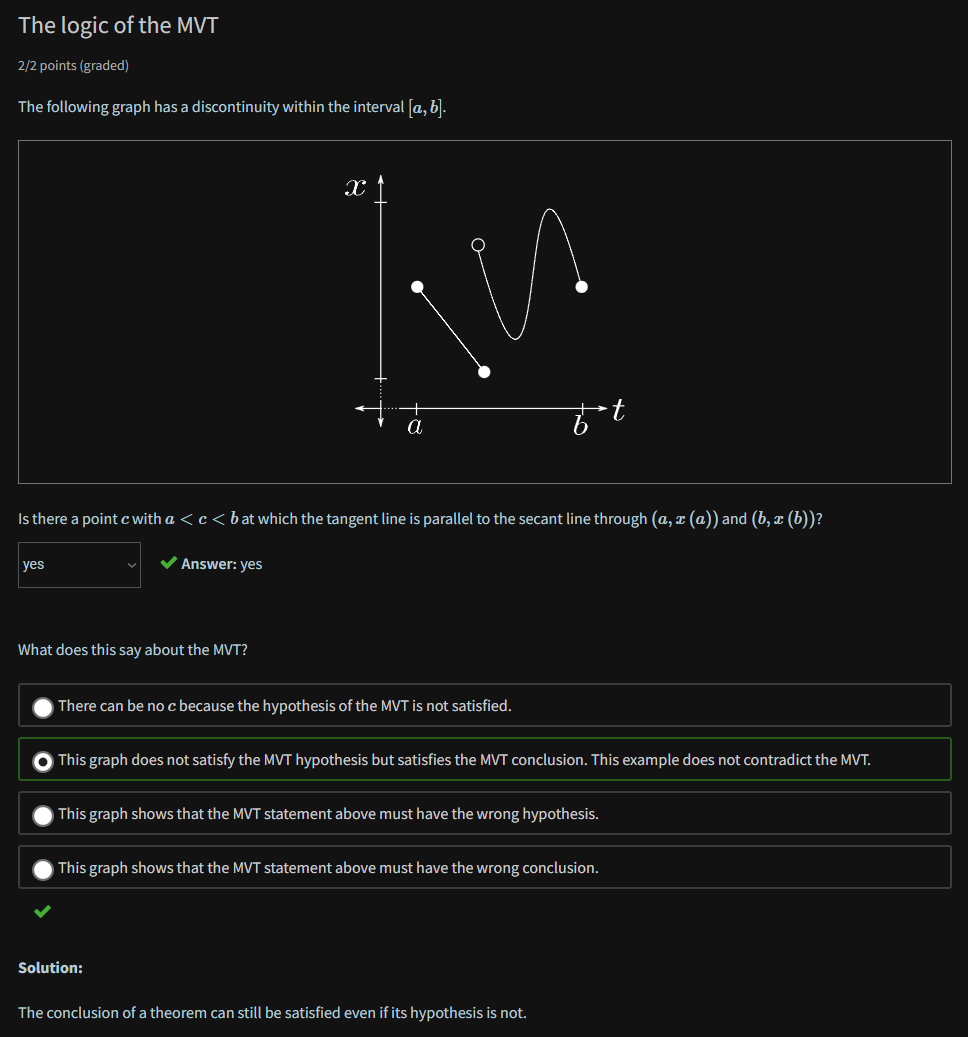 The logic of the MVT
2/2 points (graded)
The following graph has a discontinuity within the interval [a, b].
x
t
a
b
Is there a point c with a < c < b at which the tangent line is parallel to the secant line through (a, x (a)) and (b, x (b))?
yes
Answer: yes
What does this say about the MVT?
There can be no c because the hypothesis of the MVT is not satisfied.
This graph does not satisfy the MVT hypothesis but satisfies the MVT conclusion. This example does not contradict the MVT.
This graph shows that the MVT statement above must have the wrong hypothesis.
This graph shows that the MVT statement above must have the wrong conclusion.
Solution:
The conclusion of a theorem can still be satisfied even if its hypothesis is not.